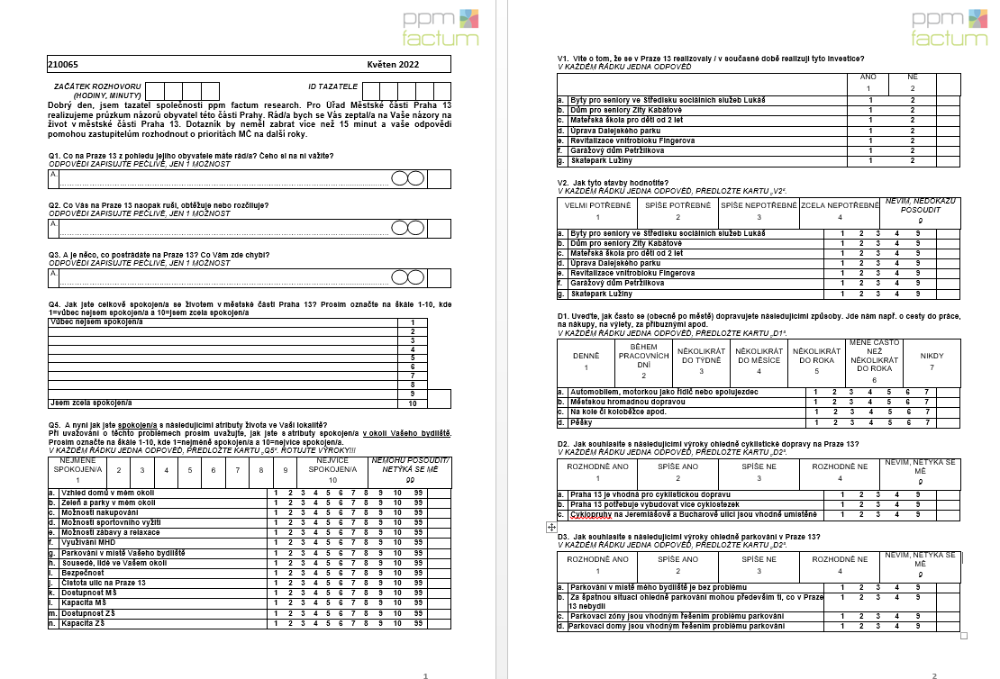 ppm
factum
210065 Květen 2022
ZAČÁTEK ROZHOVORU
(HODINY, MINUTY)
ID TAZATELE
Dobrý den, jsem tazatel společnosti ppm factum research. Pro Úřad Městské části Praha 13
realizujeme průzkum názorů obyvatel této části Prahy. Rád/a bych se Vás zeptal/a na Vaše názory na
život v městské části Praha 13. Dotazník by neměl zabrat více než 15 minut a vaše odpovědi
pomohou zastupitelům rozhodnout o prioritách MČ na další roky.
Q1. Co na Praze 13 z pohledu jejího obyvatele máte rád/a? Čeho si na ní vážíte?
ODPOVĚDI ZAPISUJTE PEČLIVĚ, JEN 1 MOŽNOST
A.
Q2. Co Vás na Praze 13 naopak ruší, obtěžuje nebo rozčiluje?
ODPOVĚDI ZAPISUJTE PEČLIVĚ, JEN 1 MOŽNOST
A.
Q3. A je něco, co postrádáte na Praze 13? Co Vám zde chybí?
ODPOVĚDI ZAPISUJTE PEČLIVĚ, JEN 1 MOŽNOST
A.
Q4. Jak jste celkově spokojen/a se životem v městské části Praha 13? Prosím označte na škále 1-10, kde
1=vůbec nejsem spokojen/a a 10=jsem zcela spokojen/a
Vůbec nejsem spokojen/a 1
2
3
4
5
6
7
8
9
Jsem zcela spokojen/a 10
Q5. A nyní jak jste spokojen/a s následujícími atributy života ve Vaší lokalitě?
Při uvažování o těchto problémech prosím uvažujte, jak jste s atributy spokojen/a v okolí Vašeho bydliště.
Prosím označte na škále 1-10, kde 1=nejméně spokojen/a a 10=nejvíce spokojen/a.
V KAŽDÉM ŘÁDKU JEDNA ODPOVĚĎ, PŘEDLOŽTE KARTU „Q5“. ROTUJTE VÝROKY!!!
NEJMÉNĚ SPOKOJEN/A 1 2 3 4 5 6 7 8 9 NEJVÍCE SPOKOJEN/A 10 NEMOHU POSOUDIT/ NETÝKÁ SE MĚ 99
a. Vzhled domů v mém okolí 1 2 3 4 5 6 7 8 9 10 99
b. Zeleň a parky v mém okolí 1 2 3 4 5 6 7 8 9 10 99
c. Možnosti nakupování 1 2 3 4 5 6 7 8 9 10 99
d. Možnosti sportovního vyžití 1 2 3 4 5 6 7 8 9 10 99
e. Možnosti zábavy a relaxace 1 2 3 4 5 6 7 8 9 10 99
f. Využívání MHD 1 2 3 4 5 6 7 8 9 10 99
g. Parkování v místě Vašeho bydliště 1 2 3 4 5 6 7 8 9 10 99
h. Sousedé, lidé ve Vašem okolí 1 2 3 4 5 6 7 8 9 10 99
i. Bezpečnost 1 2 3 4 5 6 7 8 9 10 99
j. Čistota ulic na Praze 13 1 2 3 4 5 6 7 8 9 10 99
k. Dostupnost MŠ 1 2 3 4 5 6 7 8 9 10 99
l. Kapacita MŠ 1 2 3 4 5 6 7 8 9 10 99
m. Dostupnost ZŠ 1 2 3 4 5 6 7 8 9 10 99
n. Kapacita ZŠ 1 2 3 4 5 6 7 8 9 10 99
1
ppm
factum
V1. Víte o tom, že se v Praze 13 realizovaly / v současné době realizují tyto investice?
V KAŽDÉM ŘÁDKU JEDNA ODPOVĚĎ
ANO NE
1 2
a. Byty pro seniory ve Středisku sociálních služeb Lukáš 1 2
b. Dům pro seniory Zity Kabátové 1 2
c. Mateřská škola pro děti od 2 let 1 2
d. Úprava Dalejského parku 1 2
e. Revitalizace vnitrobloku Fingerova 1 2
f. Garážový dům Petržílkova 1 2
g. Skatepark Lužiny 1 2
V2. Jak tyto stavby hodnotíte?
V KAŽDÉM ŘÁDKU JEDNA ODPOVĚĎ, PŘEDLOŽTE KARTU „V2“.
VELMI POTŘEBNÉ 1 SPÍŠE POTŘEBNÉ 2 SPÍŠE NEPOTŘEBNÉ 3 ZCELA NEPOTŘEBNÉ 4 NEVÍM, NEDOKÁŽU POSOUDIT 9
a. Byty pro seniory ve Středisku sociálních služeb Lukáš 1 2 3 4 9
b. Dům pro seniory Zity Kabátové 1 2 3 4 9
c. Mateřská škola pro děti od 2 let 1 2 3 4 9
d. Úprava Dalejského parku 1 2 3 4 9
e. Revitalizace vnitrobloku Fingerova 1 2 3 4 9
f. Garážový dům Petržílkova 1 2 3 4 9
g. Skatepark Lužiny 1 2 3 4 9
D1. Uveďte, jak často se (obecně po městě) dopravujete následujícími způsoby. Jde nám např. o cesty do práce,
na nákupy, na výlety, za příbuznými apod.
V KAŽDÉM ŘÁDKU JEDNA ODPOVĚĎ, PŘEDLOŽTE KARTU „D1“.
DENNĚ 1 BĚHEM PRACOVNÍCH DNÍ 2 NĚKOLIKRÁT DO TÝDNĚ 3 NĚKOLIKRÁT DO MĚSÍCE 4 NĚKOLIKRÁT DO ROKA 5 MÉNĚ ČASTO NEŽ NĚKOLIKRÁT DO ROKA 6 NIKDY 7
a. Automobilem, motorkou jako řidič nebo spolujezdec 1 2 3 4 5 6 7
b. Městskou hromadnou dopravou 1 2 3 4 5 6 7
c. Na kole či koloběžce apod. 1 2 3 4 5 6 7
d. Pěšky 1 2 3 4 5 6 7
D2. Jak souhlasíte s následujícími výroky ohledně cyklistické dopravy na Praze 13?
V KAŽDÉM ŘÁDKU JEDNA ODPOVĚĎ, PŘEDLOŽTE KARTU „D2“.
ROZHODNĚ ANO 1 SPÍŠE ANO 2 SPÍŠE NE 3 ROZHODNĚ NE 4 NEVÍM, NETÝKÁ SE MĚ 9
a. Praha 13 je vhodná pro cyklistickou dopravu 1 2 3 4 9
b. Praha 13 potřebuje vybudovat více cyklostezek 1 2 3 4 9
c. Cyklopruhy na Jeremiášově a Bucharově ulici jsou vhodně umístěné 1 2 3 4 9
D3. Jak souhlasíte s následujícími výroky ohledně parkování v Praze 13?
V KAŽDÉM ŘÁDKU JEDNA ODPOVĚĎ, PŘEDLOŽTE KARTU „D2“.
ROZHODNĚ ANO 1 SPÍŠE ANO 2 SPÍŠE NE 3 ROZHODNĚ NE 4 NEVÍM, NETÝKÁ SE MĚ 9
a. Parkování v místě mého bydliště je bez problému 1 2 3 4 9
b. Za špatnou situaci ohledně parkování mohou především ti, co v Praze 1 2 3 4 9
13 nebydlí
c. Parkovací zóny jsou vhodným řešením problému parkování 1 2 3 4 9
d. Parkovací domy jsou vhodným řešením problému parkování 1 2 3 4 9
2